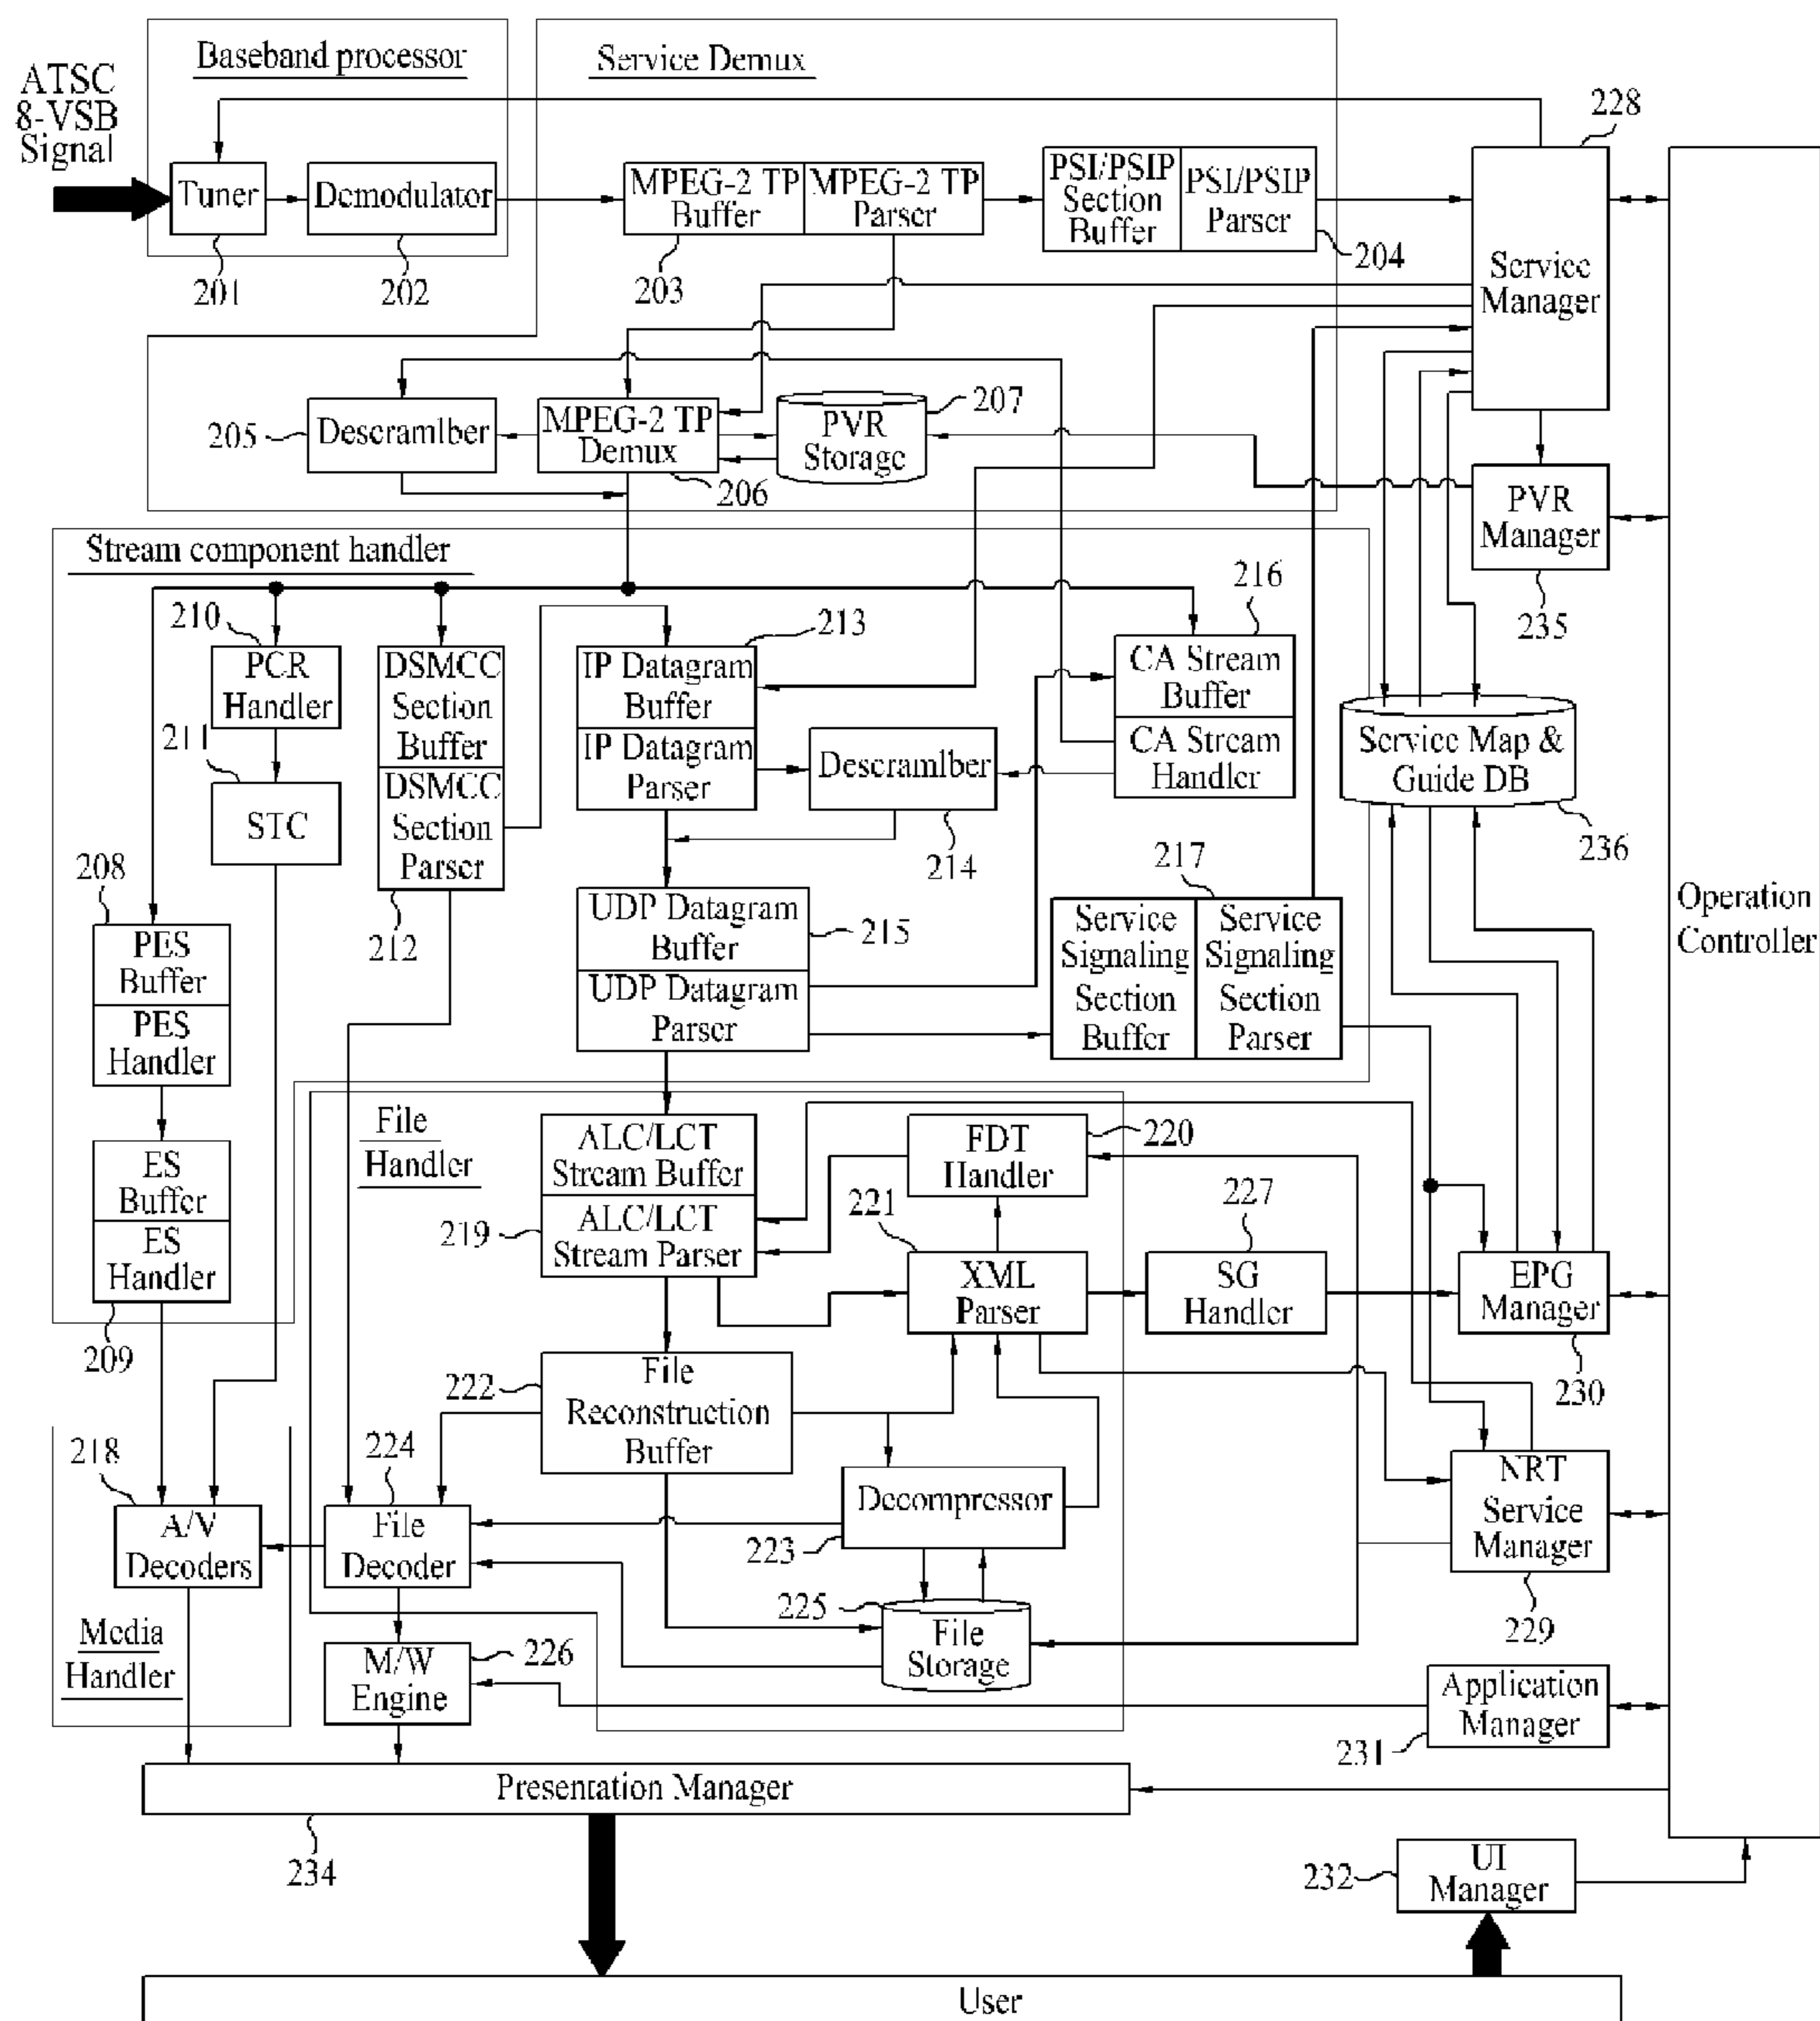 Baseband processor
Service Demux
ATSC
8-VSB
Signal
228
Tuner
Demodulator
MPEG-2 TP
Buffer
MPEG-2 TP
Parser
PSI/PSIP
Section
Buffer
PSI/PSIP
Parser
201
202
203
204
Service
Manager
205
Descramlber
MPEG-2 TP
Demux
206
PVR
Storage
207
PVR
Manager
235
Stream component handler
210
PCR
Handler
211
STC
DSMCC
Section
Buffer
DSMCC
Section
Parser
212
213
IP Datagram
Buffer
IP Datagram
Parser
Descramlber
214
216
CA Stream
Buffer
CA Stream
Handler
Service Map &
Guide DB
236
Operation
Controller
208
PES
Buffer
PES
Handler
UDP Datagram
Buffer
UDP Datagram
Parser
215
217
Service
Signaling
Section
Buffer
Service
Signaling
Section
Parser
ES
Buffer
ES
Handler
209
File
Handler
ALC/LCT
Stream Buffer
ALC/LCT
Stream Parser
219
FDT
Handler
220
221
XML
Parser
227
SG
Handler
EPG
Manager
230
222
File
Reconstruction
Buffer
218
A/V
Decoders
224
File
Decoder
Decompressor
223
NRT
Service
Manager
229
225
File
Storage
Media
Handler
M/W
Engine
226
Application
Manager
231
Presentation Manager
234
232
UI
Manager
User